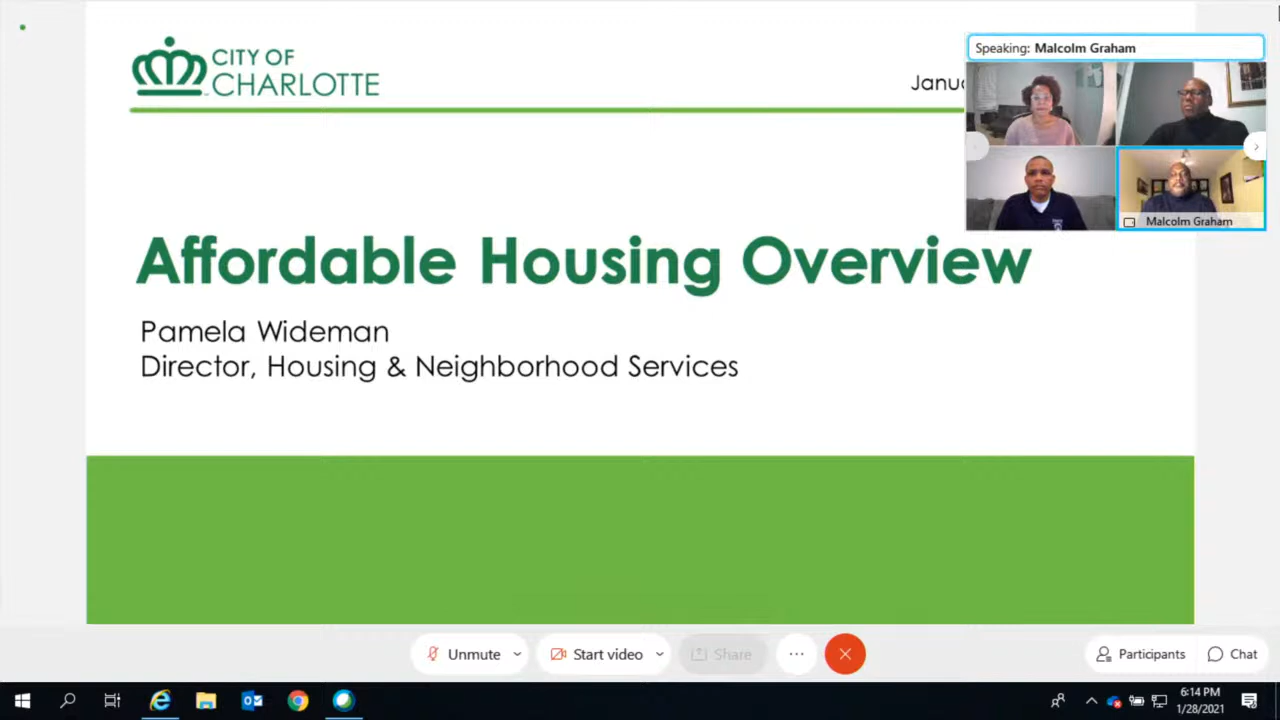 CITY OF
CHARLOTTE
Speaking: Malcolm Graham
Malcolm Graham
Affordable Housing Overview
Pamela Wideman
Director, Housing & Neighborhood Services
Unmute
Start video
Share
Participants
Chat
6:14 PM
1/28/2021